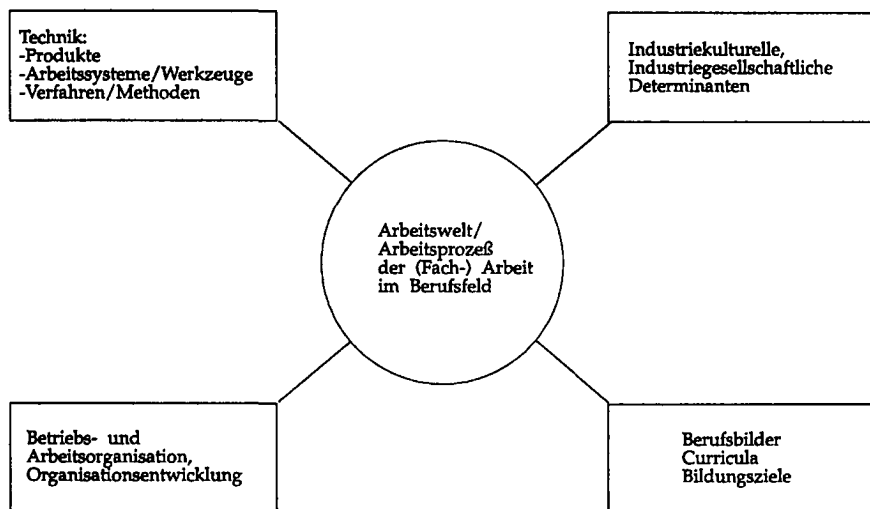 Technik:
-Produkte
-Arbeitssysteme/Werkzeuge
-Verfahren/Methoden
Industriekulturelle,
Industriegesellschaftliche
Determinanten
Arbeitswelt/
Arbeitsprozeß
der (Fach-) Arbeit
im Berufsfeld
Betriebs- und
Arbeitsorganisation,
Organisationsentwicklung
Berufsbilder
Curricula
Bildungsziele